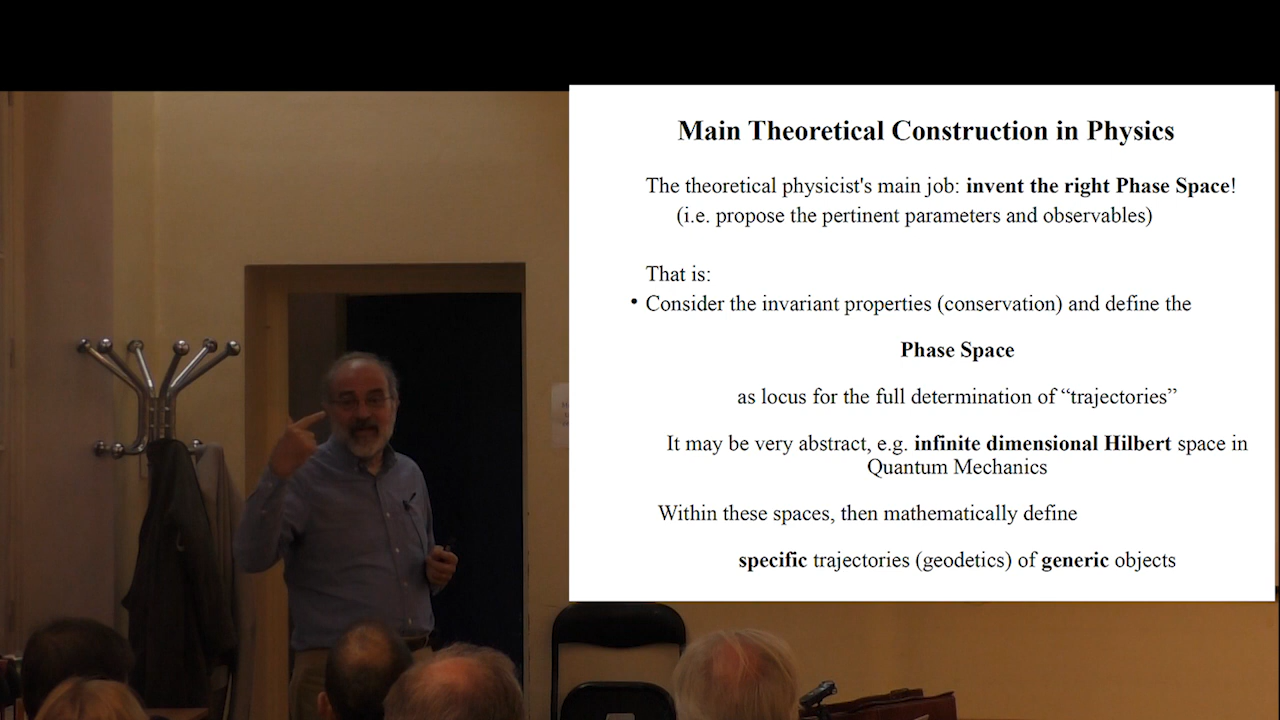 Main Theoretical Construction in Physics
The theoretical physicist's main job: invent the right Phase Space!
(i.e. propose the pertinent parameters and observables)
That is:
• Consider the invariant properties (conservation) and define the
Phase Space
as locus for the full determination of “trajectories”
It may be very abstract, e.g. infinite dimensional Hilbert space in
Quantum Mechanics
Within these spaces, then mathematically define
specific trajectories (geodetics) of generic objects